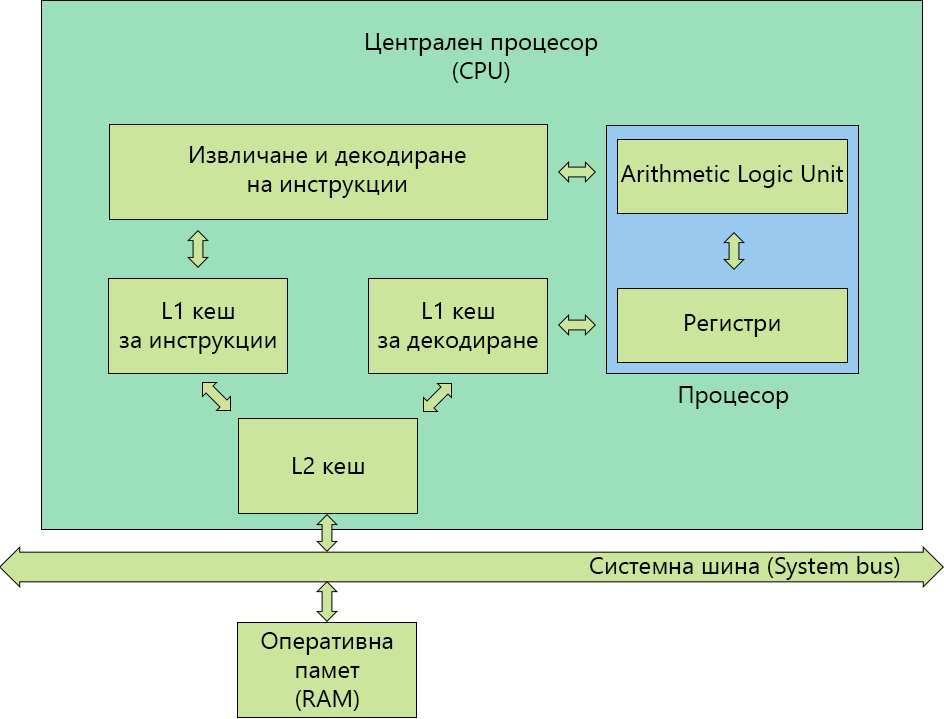 Централен процесор
(CPU)
Извличане и декодиране
на инструкции
Arithmetic Logic Unit
L1 кеш
за инструкции
L1 кеш
за декодиране
Регистри
Процесор
L2 кеш
Системна шина (System bus)
Оперативна
памет
(RAM)